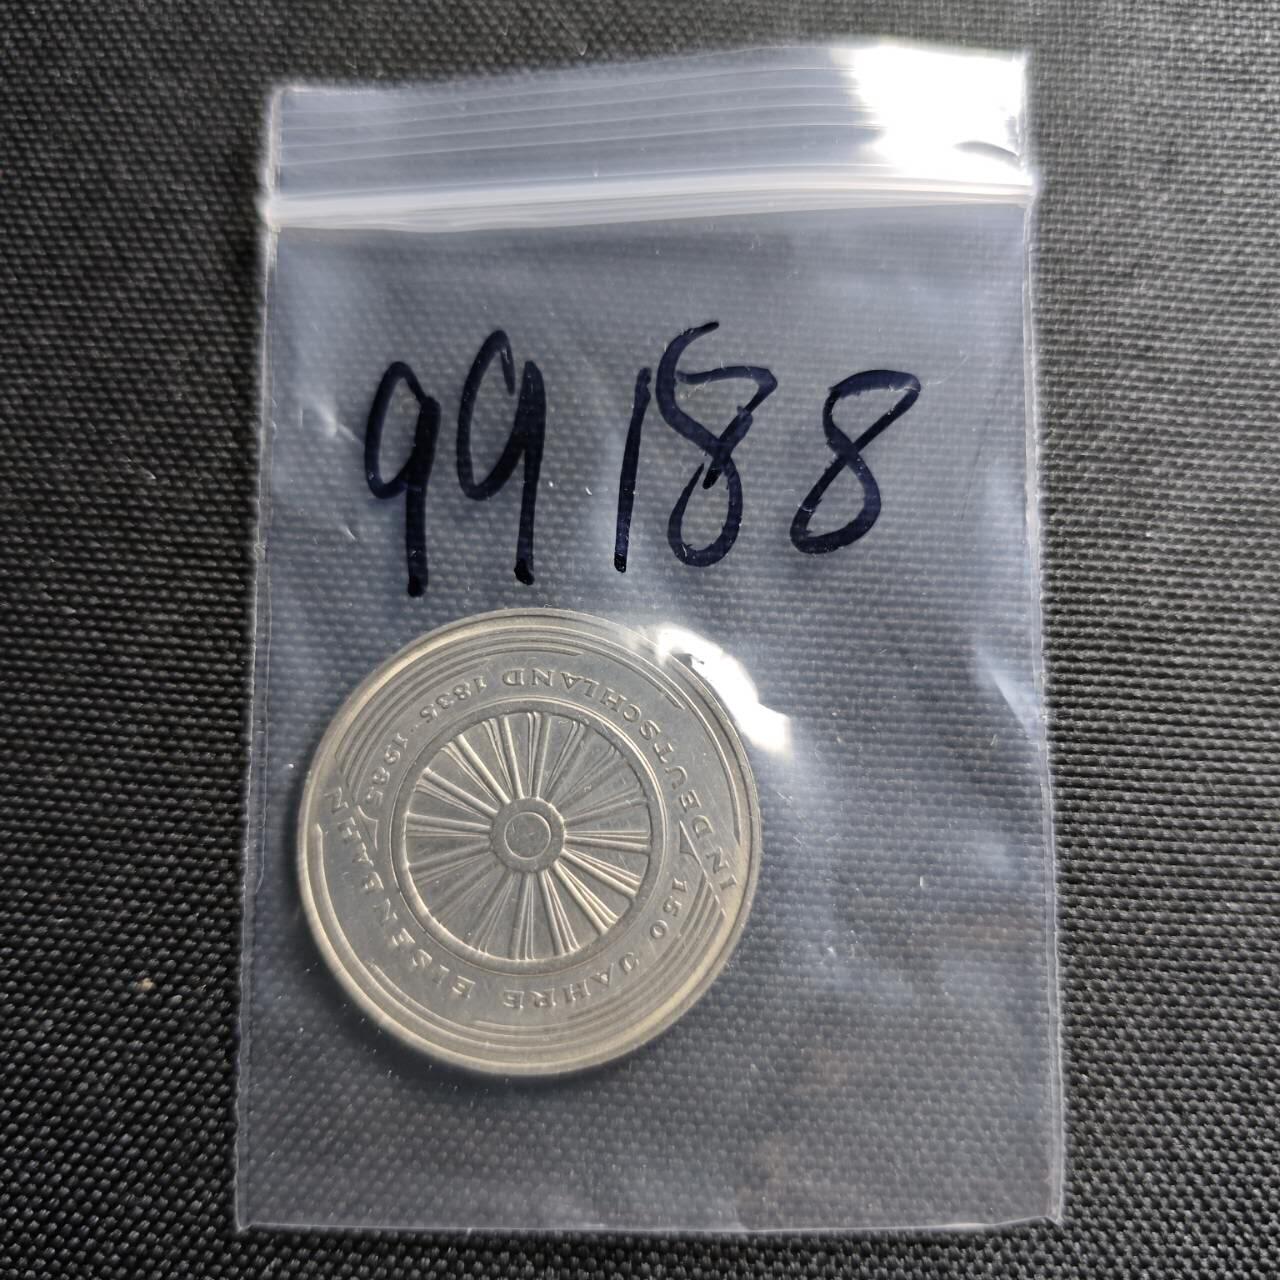 99188
150 JAHRE EISENBAHN
IN DEUTSCHLAND 1835-1985